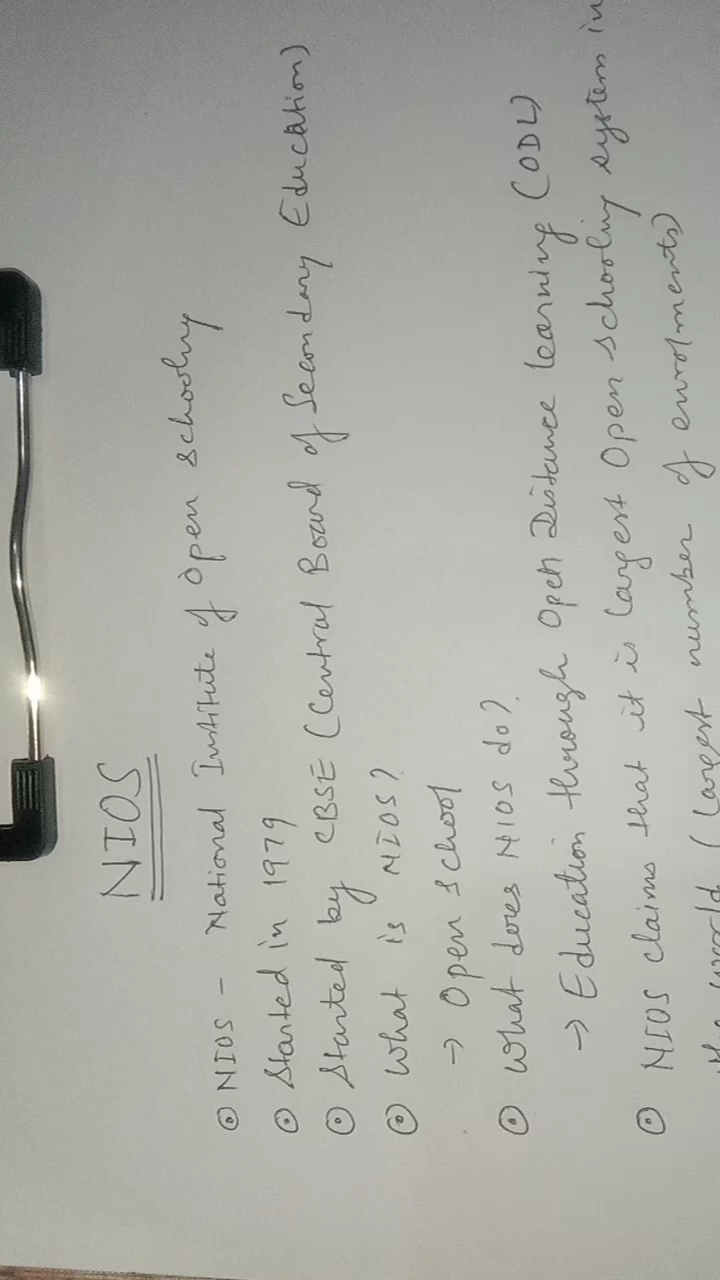 NIOS
NIOS - National Institute of Open schooling
Started in 1979
Started by CBSE (Central Board of Secondary Education)
What is NIOS?
→ Open school
What does NIOS do?
→ Education through Open Distance learning (ODL)
NIOS claims that it is largest open schooling system in
the world (largest number of enrolments)